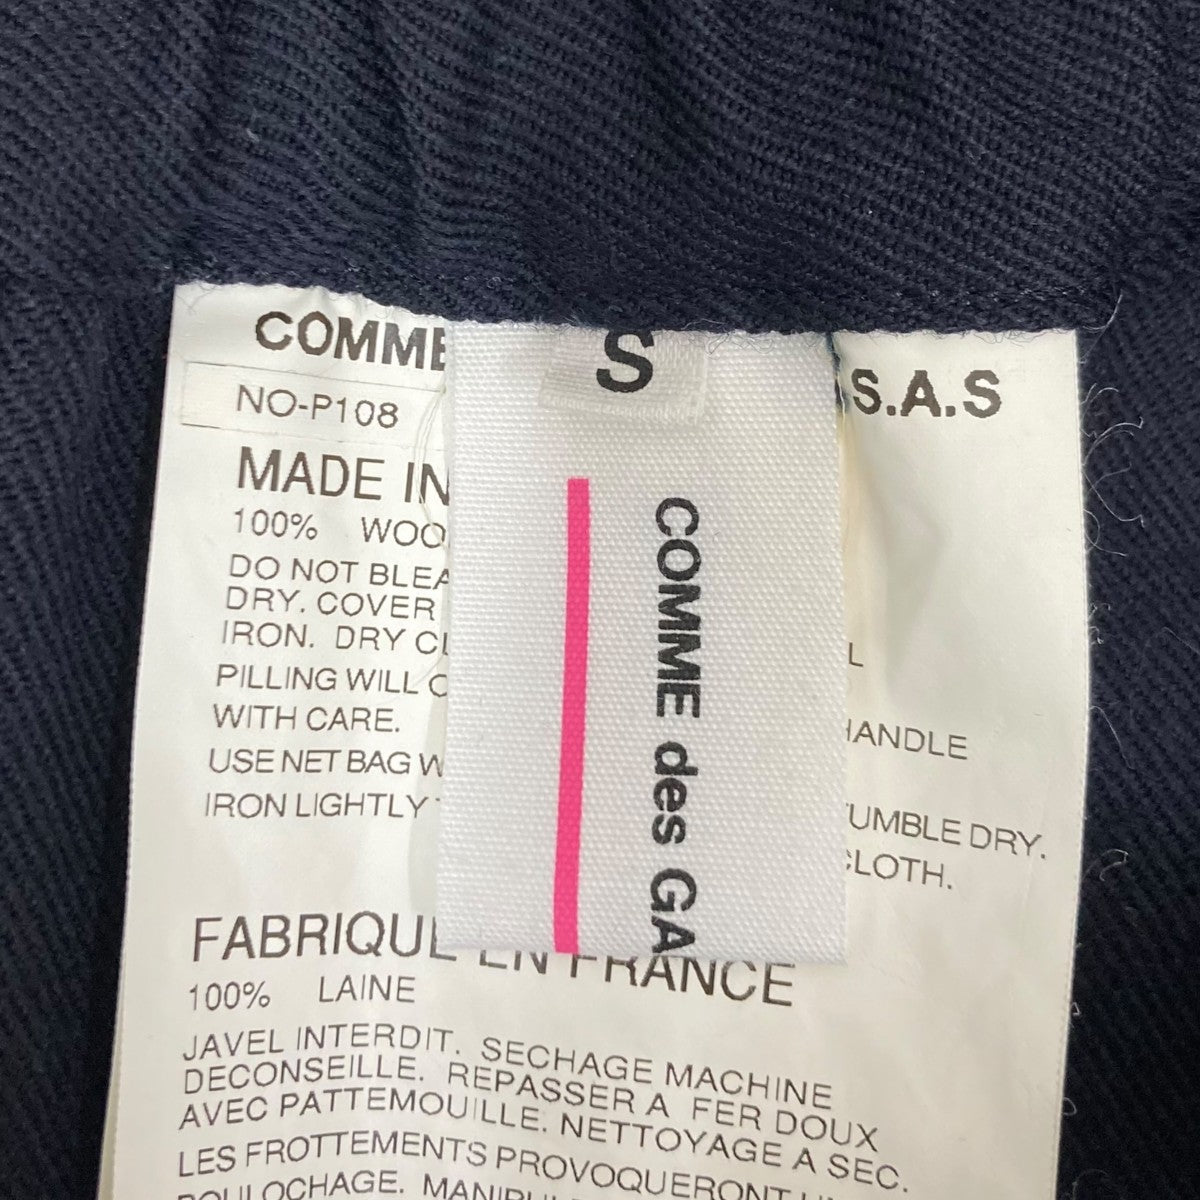 COMME
S.A.S
NO-P108
MADE IN
100% WOO
DO NOT BLEA
DRY. COVER
IRON. DRY CL
L
PILLING WILL
HANDLE
WITH CARE.
USE NET BAG
TUMBLE DRY.
IRON LIGHTLY
CLOTH.
S
COMME des GA
FABRIQUE EN FRANCE
100% LAINE
JAVEL INTERDIT. SECHAGE MACHINE
DECONSEILLE. REPASSER A FER DOUX
AVEC PATTEMOUILLE. NETTOYAGE A SEC.
LES FROTTEMENTS PROVOQUERONT UN
BOULOCHAGE.